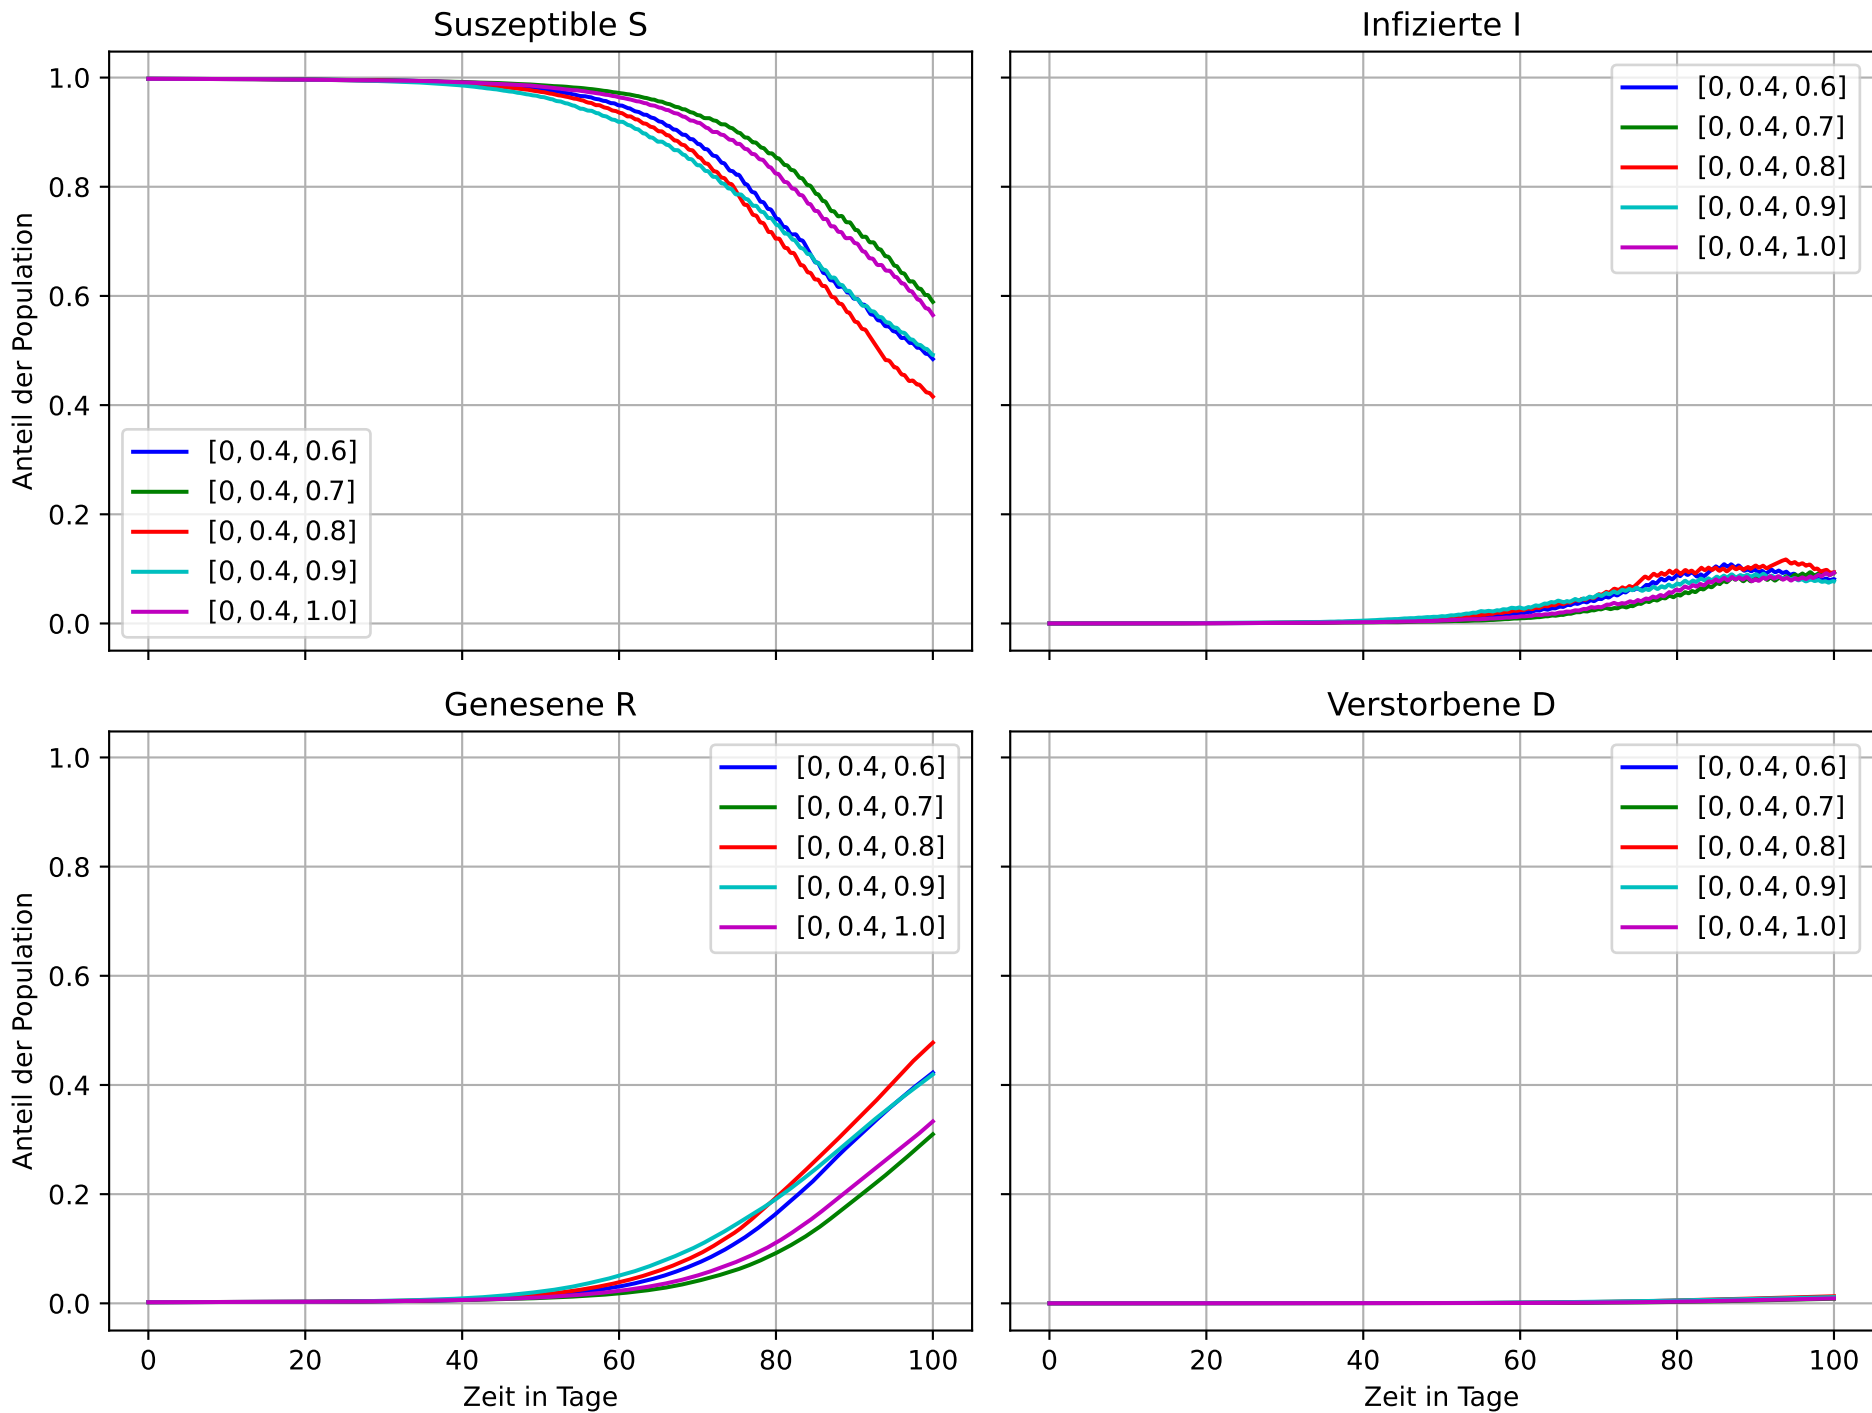 Suszeptible S
Anteil der Population
1.0
0.8
0.6
0.4
0.2
0.0
[0, 0.4, 0.6]
[0, 0.4, 0.7]
[0, 0.4, 0.8]
[0, 0.4, 0.9]
[0, 0.4, 1.0]
Infizierte I
[0, 0.4, 0.6]
[0, 0.4, 0.7]
[0, 0.4, 0.8]
[0, 0.4, 0.9]
[0, 0.4, 1.0]
Genesene R
Anteil der Population
1.0
0.8
0.6
0.4
0.2
0.0
[0, 0.4, 0.6]
[0, 0.4, 0.7]
[0, 0.4, 0.8]
[0, 0.4, 0.9]
[0, 0.4, 1.0]
0 20 40 60 80 100
Zeit in Tage
Verstorbene D
[0, 0.4, 0.6]
[0, 0.4, 0.7]
[0, 0.4, 0.8]
[0, 0.4, 0.9]
[0, 0.4, 1.0]
0 20 40 60 80 100
Zeit in Tage